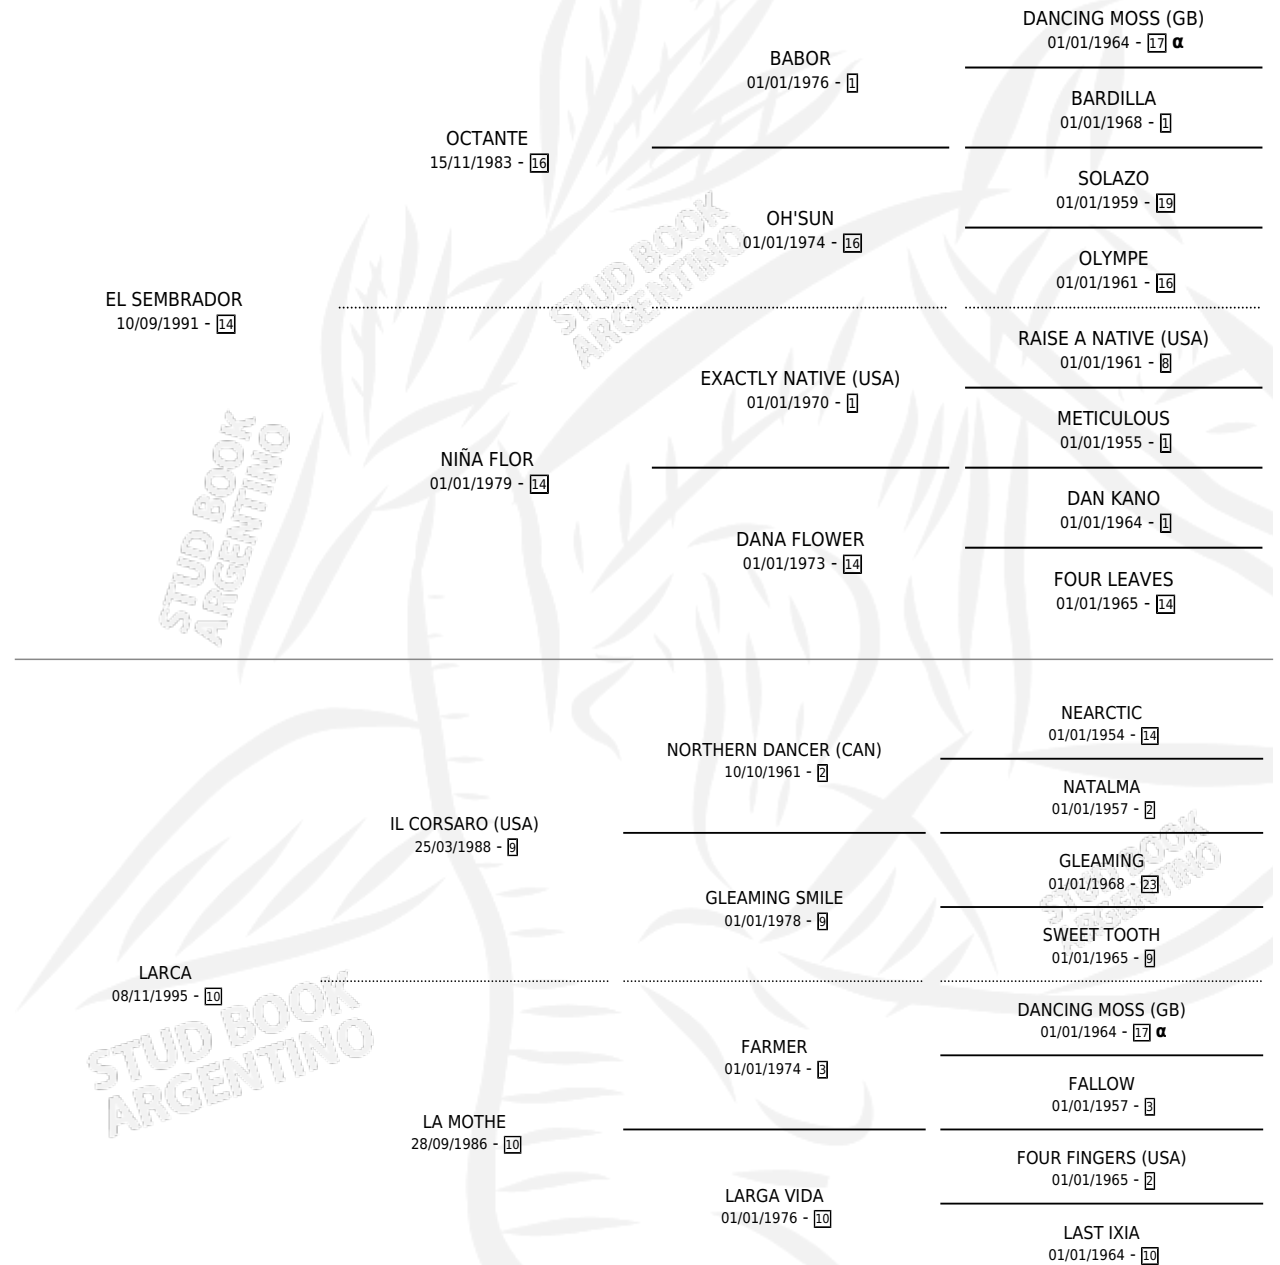 DANCING MOSS (GB)
01/01/1964 - 17 α
BABOR
01/01/1976 - 1
BARDILLA
01/01/1968 - 1
OCTANTE
15/11/1983 - 16
SOLAZO
01/01/1959 - 19
OH'SUN
01/01/1974 - 16
OLYMPE
01/01/1961 - 16
EL SEMBRADOR
10/09/1991 - 14
RAISE A NATIVE (USA)
01/01/1961 - 8
EXACTLY NATIVE (USA)
01/01/1970 - 1
METICULOUS
01/01/1955 - 1
NIÑA FLOR
01/01/1979 - 14
DAN KANO
01/01/1964 - 1
DANA FLOWER
01/01/1973 - 14
FOUR LEAVES
01/01/1965 - 14
NEARCTIC
01/01/1954 - 14
NORTHERN DANCER (CAN)
10/10/1961 - 2
NATALMA
01/01/1957 - 2
IL CORSARO (USA)
25/03/1988 - 9
GLEAMING
01/01/1968 - 23
GLEAMING SMILE
01/01/1978 - 9
SWEET TOOTH
01/01/1965 - 9
LARCA
08/11/1995 - 10
DANCING MOSS (GB)
01/01/1964 - 17 α
FARMER
01/01/1974 - 3
FALLOW
01/01/1957 - 3
LA MOTHE
28/09/1986 - 10
FOUR FINGERS (USA)
01/01/1965 - 2
LARGA VIDA
01/01/1976 - 10
LAST IXIA
01/01/1964 - 10
STUD BOOK
ARGENTINO
STUD BOOK
ARGENTINO
STUD BOOK
ARGENTINO
STUD BOOK
ARGENTINO